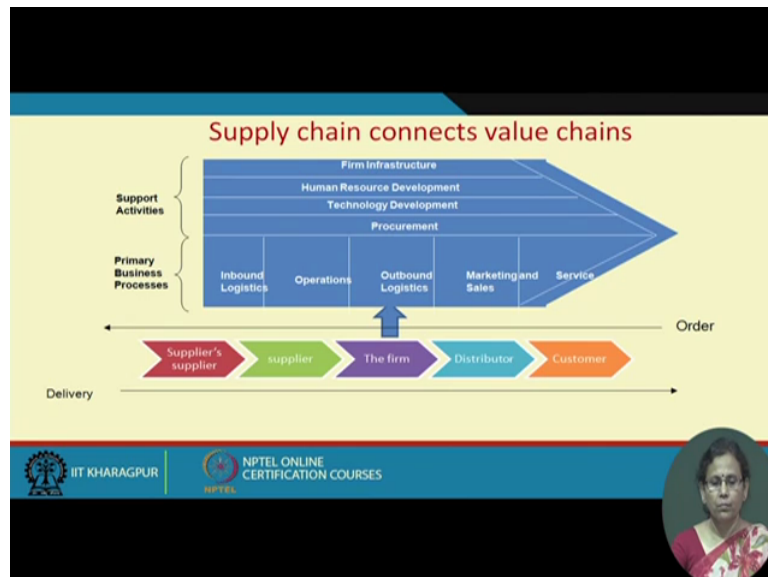 Supply chain connects value chains
Support
Activities
Firm Infrastructure
Human Resource Development
Technology Development
Procurement
Primary
Business
Processes
Inbound
Logistics
Operations
Outbound
Logistics
Marketing and
Sales
Service
Order
Supplier's
supplier
supplier
The firm
Distributor
Customer
Delivery
IIT KHARAGPUR
NPTEL
NPTEL ONLINE
CERTIFICATION COURSES